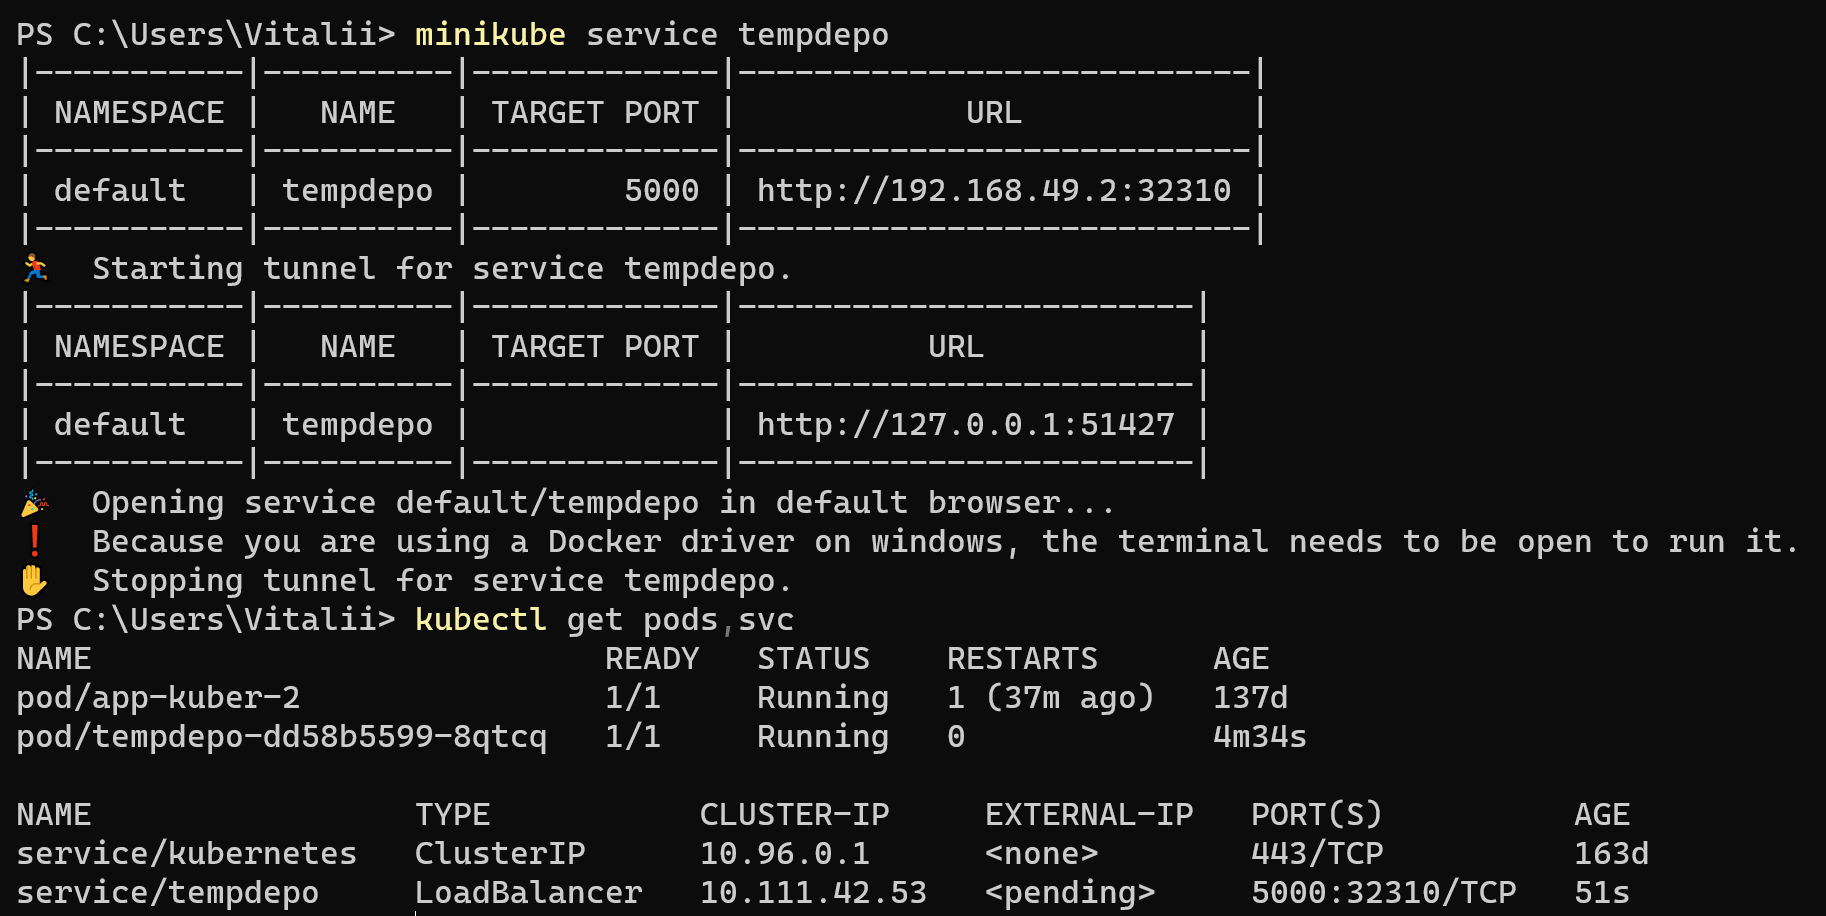 PS C:\Users\Vitalii> minikube service tempdepo
|-----------|----------|-------------|---------------------------|
| NAMESPACE |   NAME   | TARGET PORT |            URL            |
|-----------|----------|-------------|---------------------------|
| default   | tempdepo |        5000 | http://192.168.49.2:32310 |
|-----------|----------|-------------|---------------------------|
🏃  Starting tunnel for service tempdepo.
|-----------|----------|-------------|------------------------|
| NAMESPACE |   NAME   | TARGET PORT |          URL           |
|-----------|----------|-------------|------------------------|
| default   | tempdepo |             | http://127.0.0.1:51427 |
|-----------|----------|-------------|------------------------|
🎉  Opening service default/tempdepo in default browser...
❗  Because you are using a Docker driver on windows, the terminal needs to be open to run it.
✋  Stopping tunnel for service tempdepo.
PS C:\Users\Vitalii> kubectl get pods,svc
NAME                           READY   STATUS    RESTARTS      AGE
pod/app-kuber-2                1/1     Running   1 (37m ago)   137d
pod/tempdepo-dd58b5599-8qtcq   1/1     Running   0             4m34s

NAME                 TYPE           CLUSTER-IP     EXTERNAL-IP   PORT(S)          AGE
service/kubernetes   ClusterIP      10.96.0.1      <none>        443/TCP          163d
service/tempdepo     LoadBalancer   10.111.42.53   <pending>     5000:32310/TCP   51s